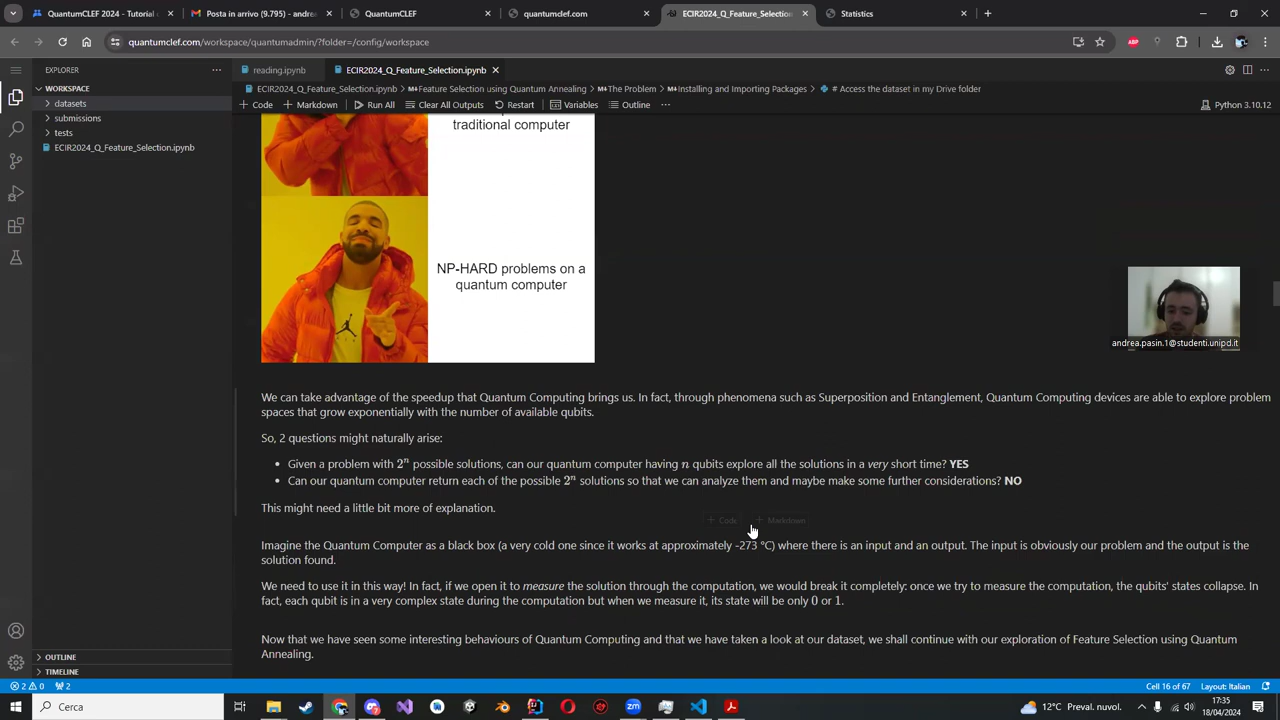 QuantumCLEF 2024 - Tutorial
Posta in arrivo (9.795) - andrea
QuantumCLEF
quantumclef.com
ECIR2024_Q_Feature_Selection.i
Statistics
quantumclef.com/workspace/quantumadmin/?folder=/config/workspace
EXPLORER
reading.ipynb
ECIR2024_Q_Feature_Selection.ipynb
WORKSPACE
ECIR2024_Q_Feature_Selection.ipynb > Feature Selection using Quantum Annealing > The Problem > Installing and Importing Packages > # Access the dataset in my Drive folder
datasets
+ Code + Markdown Run All Clear All Outputs Restart Variables Outline ...
Python 3.10.12
submissions
tests
ECIR2024_Q_Feature_Selection.ipynb
traditional computer
NP-HARD problems on a
quantum computer
andrea.pasin.1@studenti.unipd.it
We can take advantage of the speedup that Quantum Computing brings us. In fact, through phenomena such as Superposition and Entanglement, Quantum Computing devices are able to explore problem
spaces that grow exponentially with the number of available qubits.
So, 2 questions might naturally arise:
• Given a problem with 2^n possible solutions, can our quantum computer having n qubits explore all the solutions in a very short time? YES
• Can our quantum computer return each of the possible 2^n solutions so that we can analyze them and maybe make some further considerations? NO
This might need a little bit more of explanation.
+ Code + Markdown
Imagine the Quantum Computer as a black box (a very cold one since it works at approximately -273 °C) where there is an input and an output. The input is obviously our problem and the output is the
solution found.
We need to use it in this way! In fact, if we open it to measure the solution through the computation, we would break it completely: once we try to measure the computation, the qubits' states collapse. In
fact, each qubit is in a very complex state during the computation but when we measure it, its state will be only 0 or 1.
Now that we have seen some interesting behaviours of Quantum Computing and that we have taken a look at our dataset, we shall continue with our exploration of Feature Selection using Quantum
Annealing.
OUTLINE
TIMELINE
2 0 2
Cell 16 of 67 Layout: Italian
Cerca
12°C Preval. nuvol.
17:35
18/04/2024